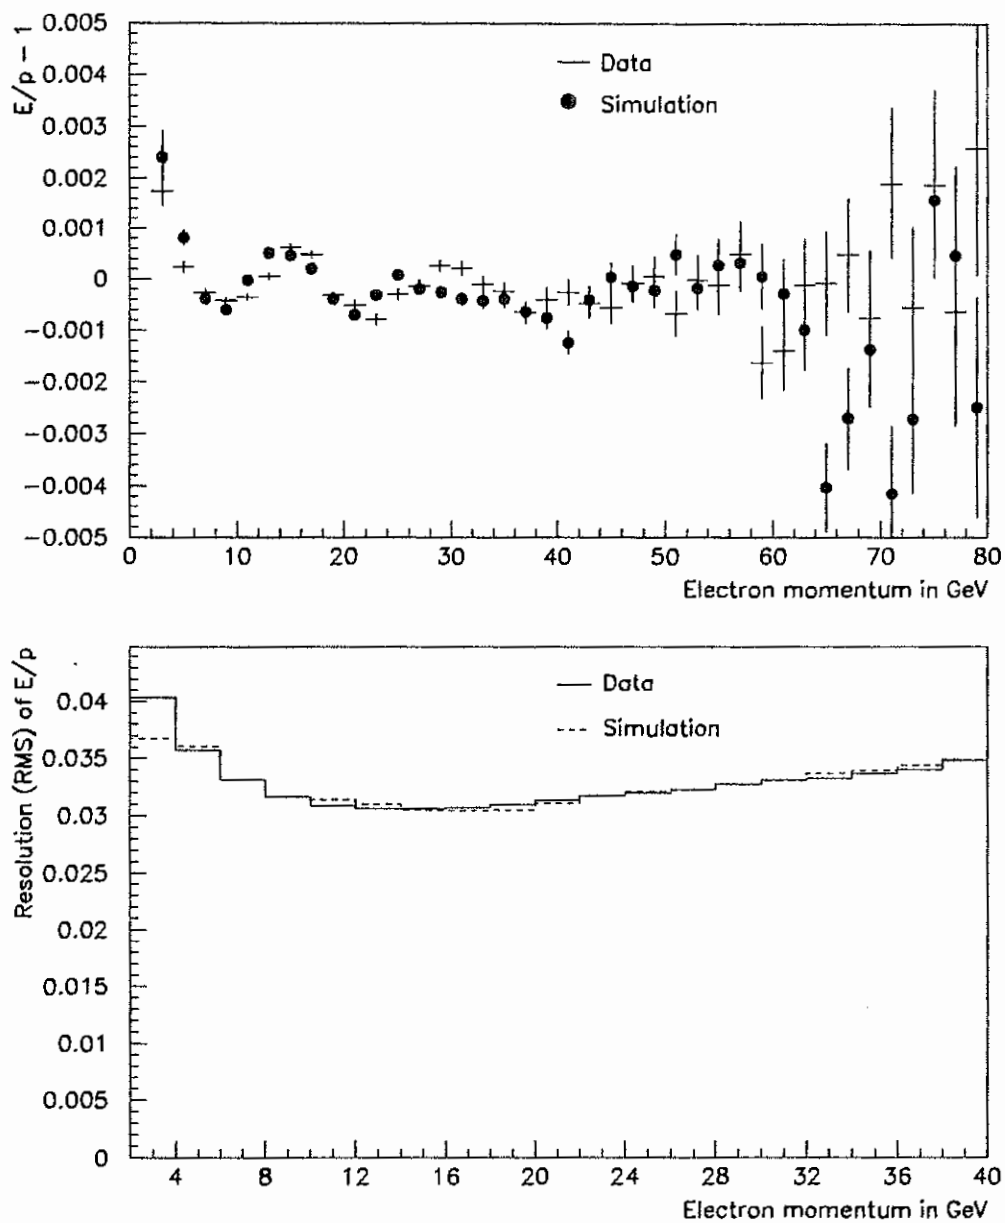 E/p − 1
0.005
0.004
0.003
0.002
0.001
0
−0.001
−0.002
−0.003
−0.004
−0.005
Data
Simulation
0 10 20 30 40 50 60 70 80
Electron momentum in GeV
Resolution (RMS) of E/p
0.04
0.035
0.03
0.025
0.02
0.015
0.01
0.005
0
Data
Simulation
4 8 12 16 20 24 28 32 36 40
Electron momentum in GeV